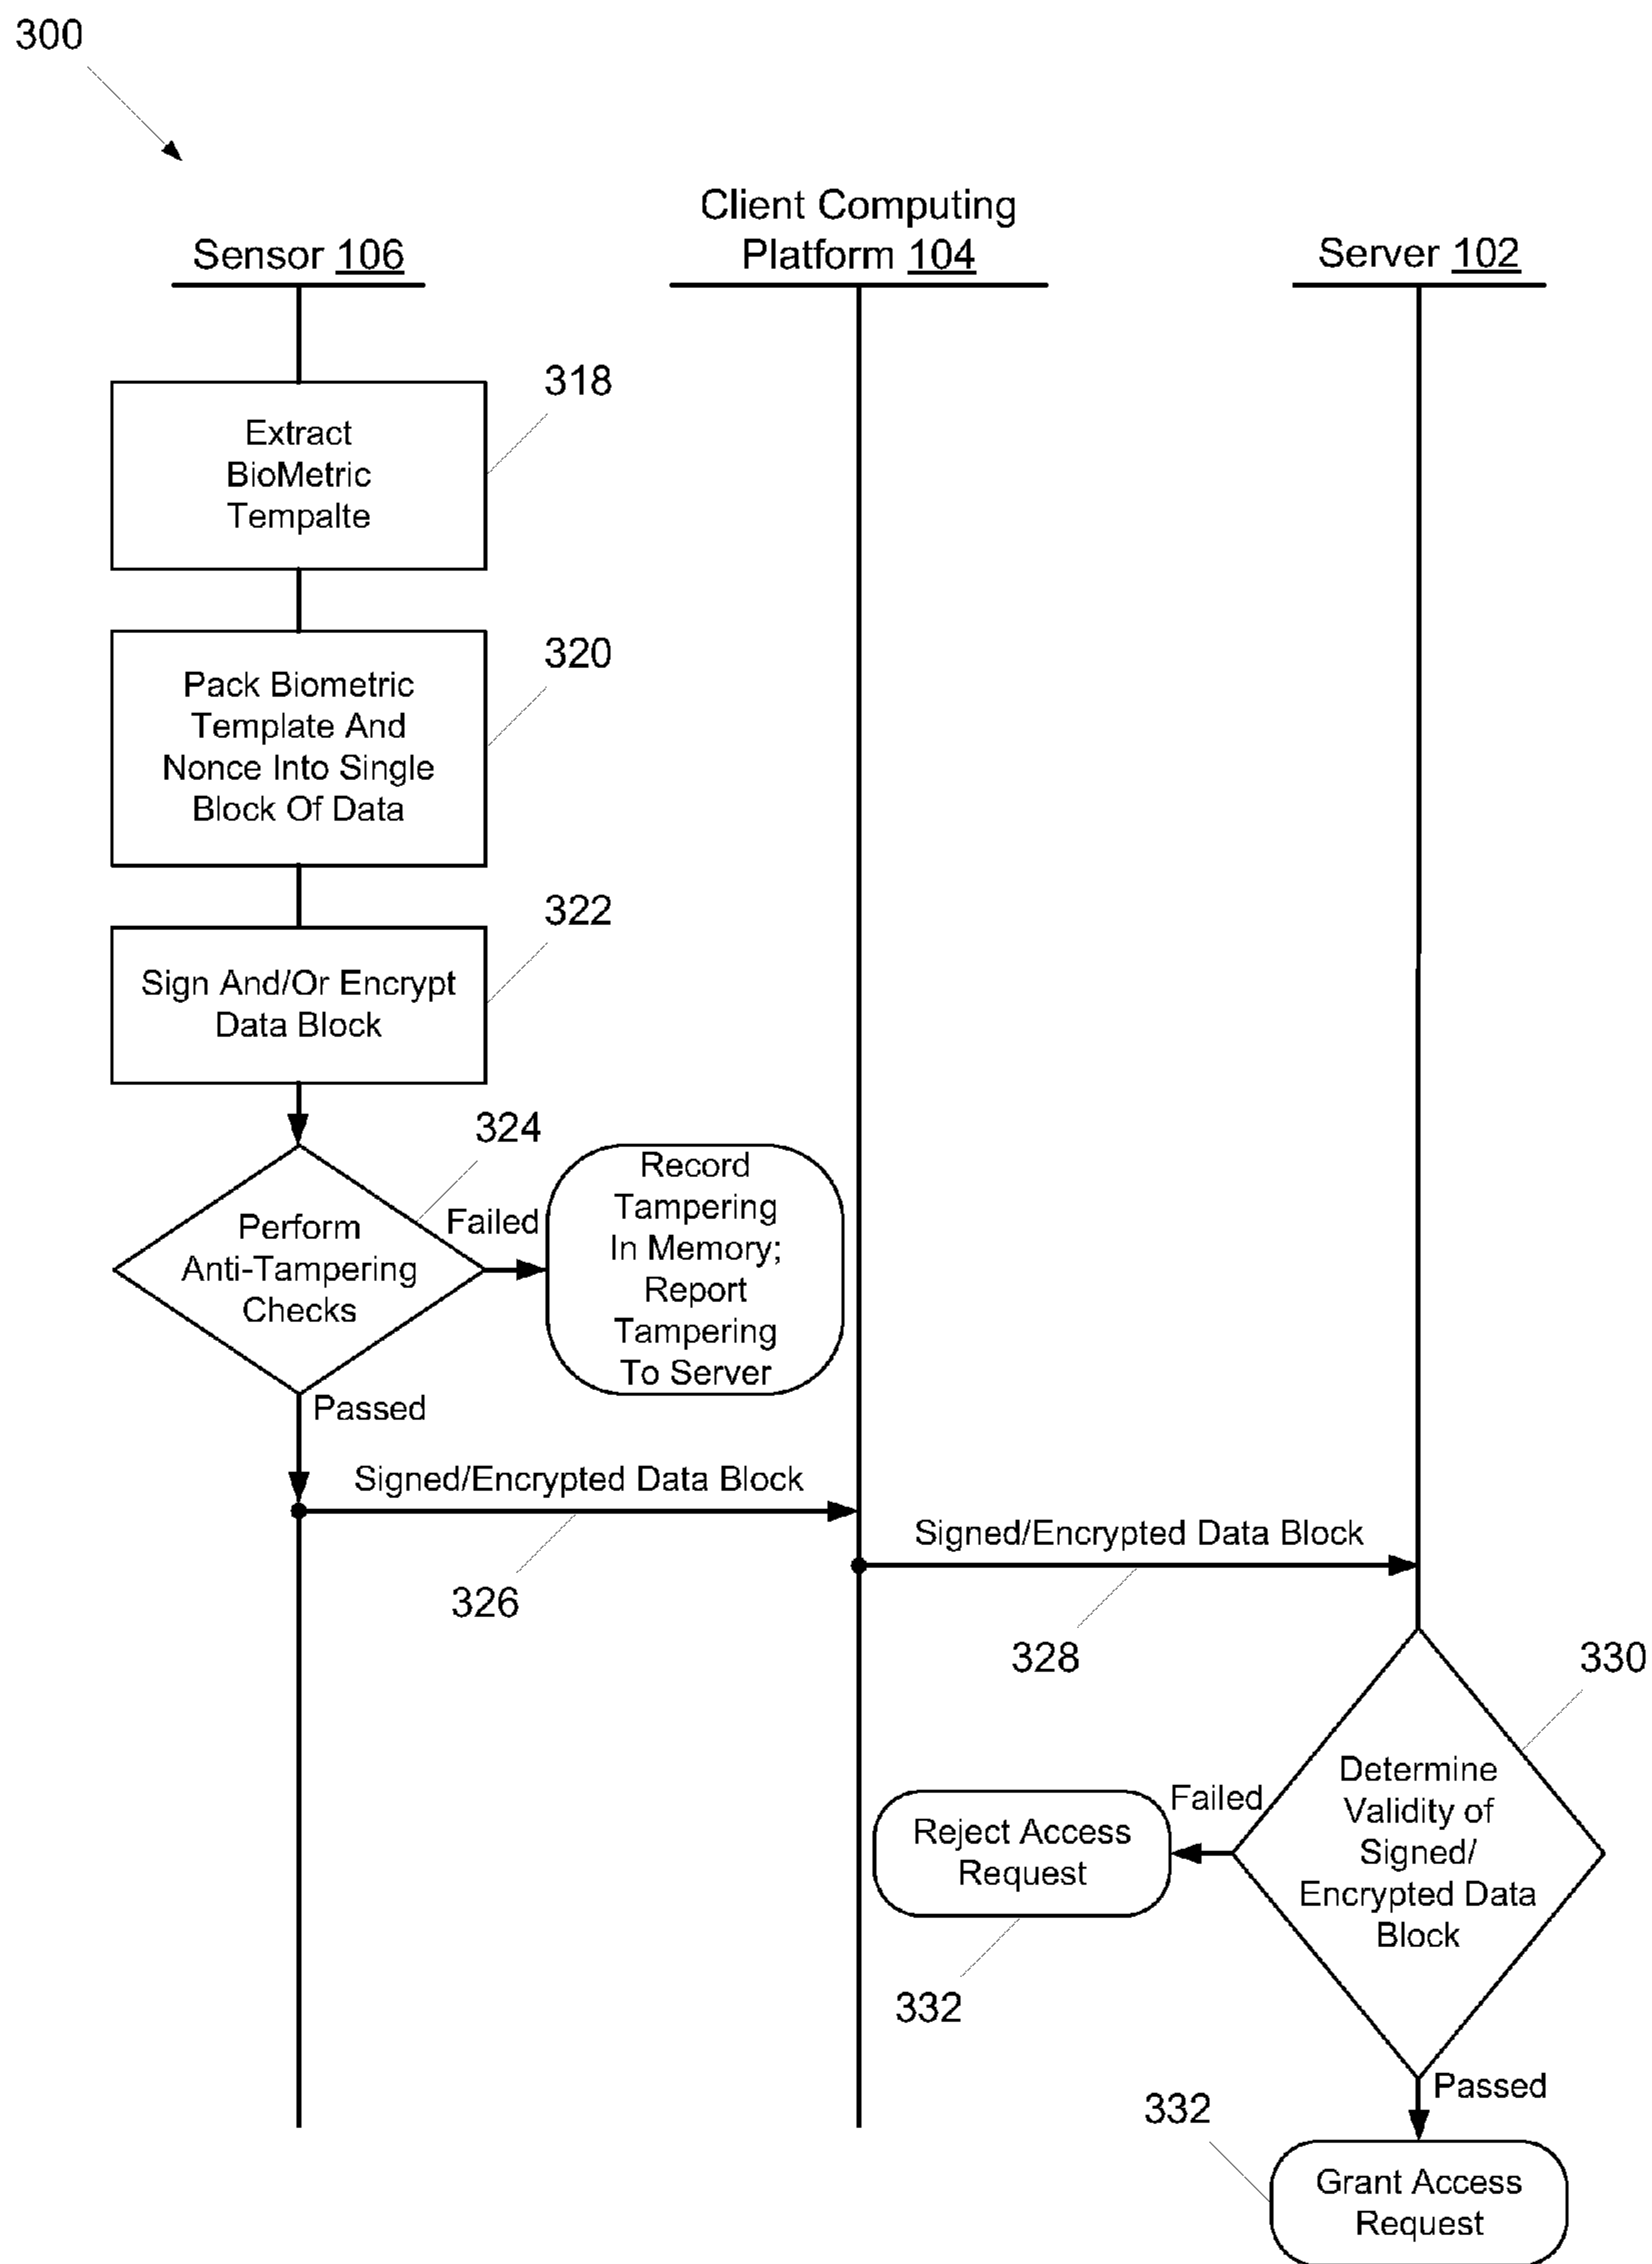 300
Client Computing
Sensor 106
Platform 104
Server 102
318
Extract
BioMetric
Tempalte
320
Pack Biometric
Template And
Nonce Into Single
Block Of Data
322
Sign And/Or Encrypt
Data Block
324
Perform
Anti-Tampering
Checks
Failed
Record
Tampering
In Memory;
Report
Tampering
To Server
Passed
Signed/Encrypted Data Block
326
Signed/Encrypted Data Block
328
330
Determine
Validity of
Signed/
Encrypted Data
Block
Failed
Reject Access
Request
332
Passed
332
Grant Access
Request